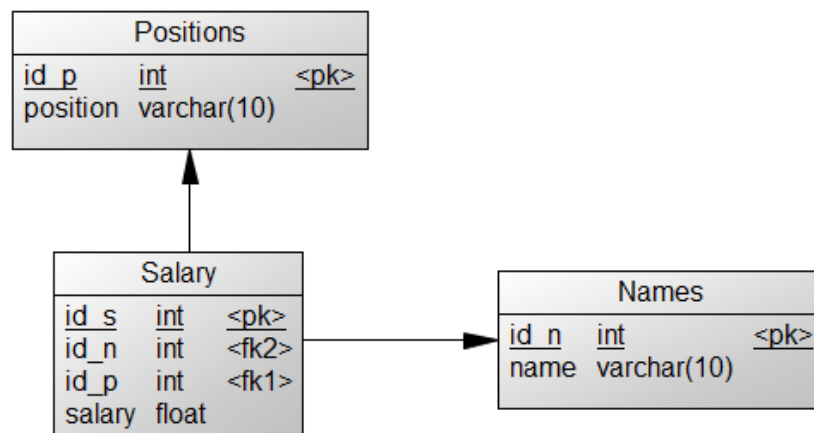 Positions
id_p int <pk>
position varchar(10)
Salary
id_s int <pk>
id_n int <fk2>
id_p int <fk1>
salary float
Names
id_n int <pk>
name varchar(10)